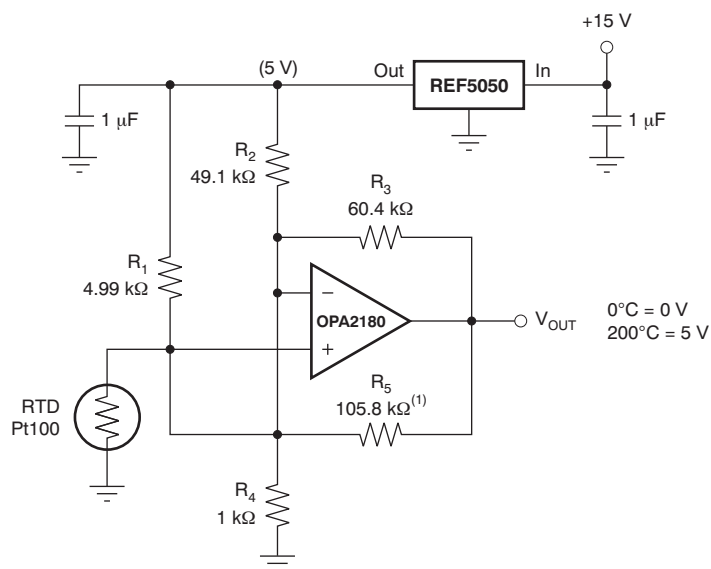 +15 V
(5 V)
Out
REF5050
In
1 μF
1 μF
R2
49.1 kΩ
R3
60.4 kΩ
R1
4.99 kΩ
−
OPA2180
+
VOUT
0°C = 0 V
200°C = 5 V
R5
105.8 kΩ(1)
RTD
Pt100
R4
1 kΩ